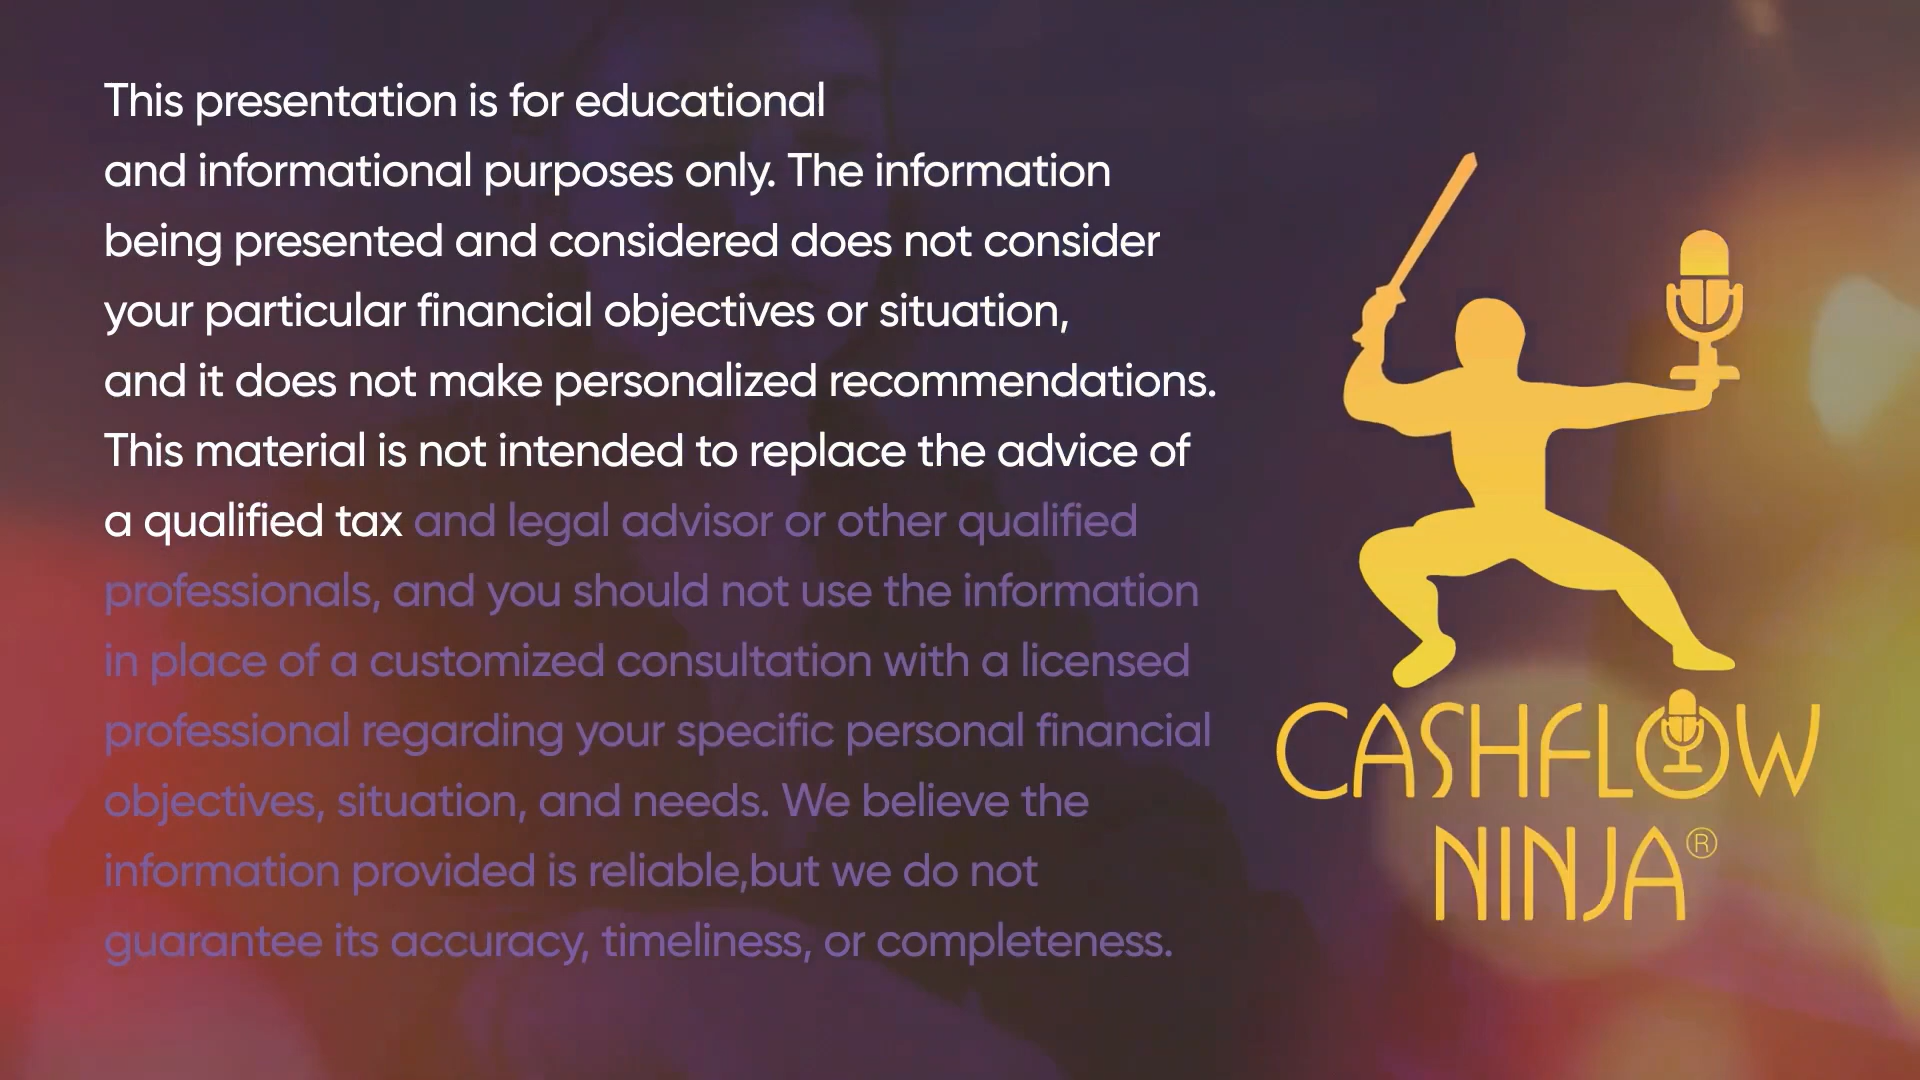 This presentation is for educational
and informational purposes only. The information
being presented and considered does not consider
your particular financial objectives or situation,
and it does not make personalized recommendations.
This material is not intended to replace the advice of
a qualified tax and legal advisor or other qualified
professionals, and you should not use the information
in place of a customized consultation with a licensed
professional regarding your specific personal financial
objectives, situation, and needs. We believe the
information provided is reliable,but we do not
guarantee its accuracy, timeliness, or completeness.
CASHFLOW
NINJA®